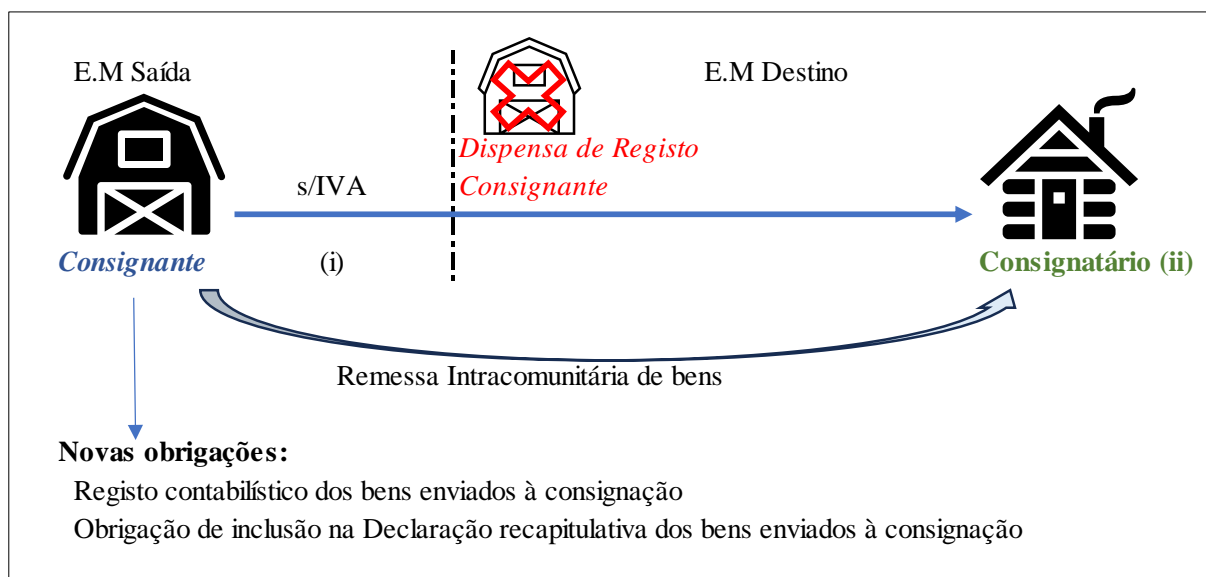 E.M Saída
E.M Destino
Dispensa de Registo
Consignante
s/IVA
Consignante
(i)
Consignatário (ii)
Remessa Intracomunitária de bens
Novas obrigações:
Registo contabilístico dos bens enviados à consignação
Obrigação de inclusão na Declaração recapitulativa dos bens enviados à consignação